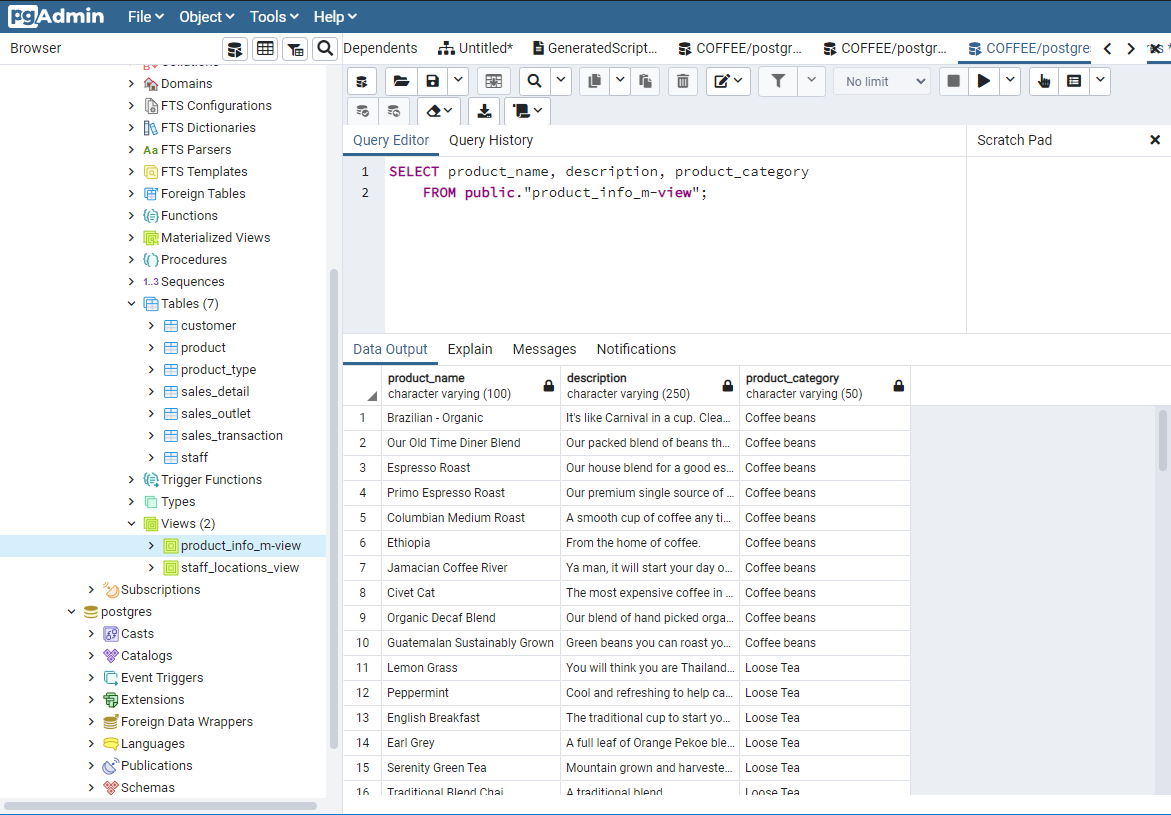 pgAdmin File Object Tools Help
Browser
Dependents Untitled* GeneratedScript... COFFEE/postgr... COFFEE/postgr... COFFEE/postgre
No limit
Domains
FTS Configurations
FTS Dictionaries
Aa FTS Parsers
FTS Templates
Foreign Tables
Functions
Materialized Views
Procedures
1..3 Sequences
Tables (7)
customer
product
product_type
sales_detail
sales_outlet
sales_transaction
staff
Trigger Functions
Types
Views (2)
product_info_m-view
staff_locations_view
Subscriptions
postgres
Casts
Catalogs
Event Triggers
Extensions
Foreign Data Wrappers
Languages
Publications
Schemas
Query Editor Query History
Scratch Pad
1 SELECT product_name, description, product_category
2 FROM public."product_info_m-view";
Data Output Explain Messages Notifications
product_name description product_category
character varying (100) character varying (250) character varying (50)
1 Brazilian - Organic It's like Carnival in a cup. Clea... Coffee beans
2 Our Old Time Diner Blend Our packed blend of beans th... Coffee beans
3 Espresso Roast Our house blend for a good es... Coffee beans
4 Primo Espresso Roast Our premium single source of ... Coffee beans
5 Columbian Medium Roast A smooth cup of coffee any ti... Coffee beans
6 Ethiopia From the home of coffee. Coffee beans
7 Jamacian Coffee River Ya man, it will start your day o... Coffee beans
8 Civet Cat The most expensive coffee in ... Coffee beans
9 Organic Decaf Blend Our blend of hand picked orga... Coffee beans
10 Guatemalan Sustainably Grown Green beans you can roast yo... Coffee beans
11 Lemon Grass You will think you are Thailand... Loose Tea
12 Peppermint Cool and refreshing to help ca... Loose Tea
13 English Breakfast The traditional cup to start yo... Loose Tea
14 Earl Grey A full leaf of Orange Pekoe ble... Loose Tea
15 Serenity Green Tea Mountain grown and harveste... Loose Tea
16 Traditional Blend Chai A traditional blend Loose Tea